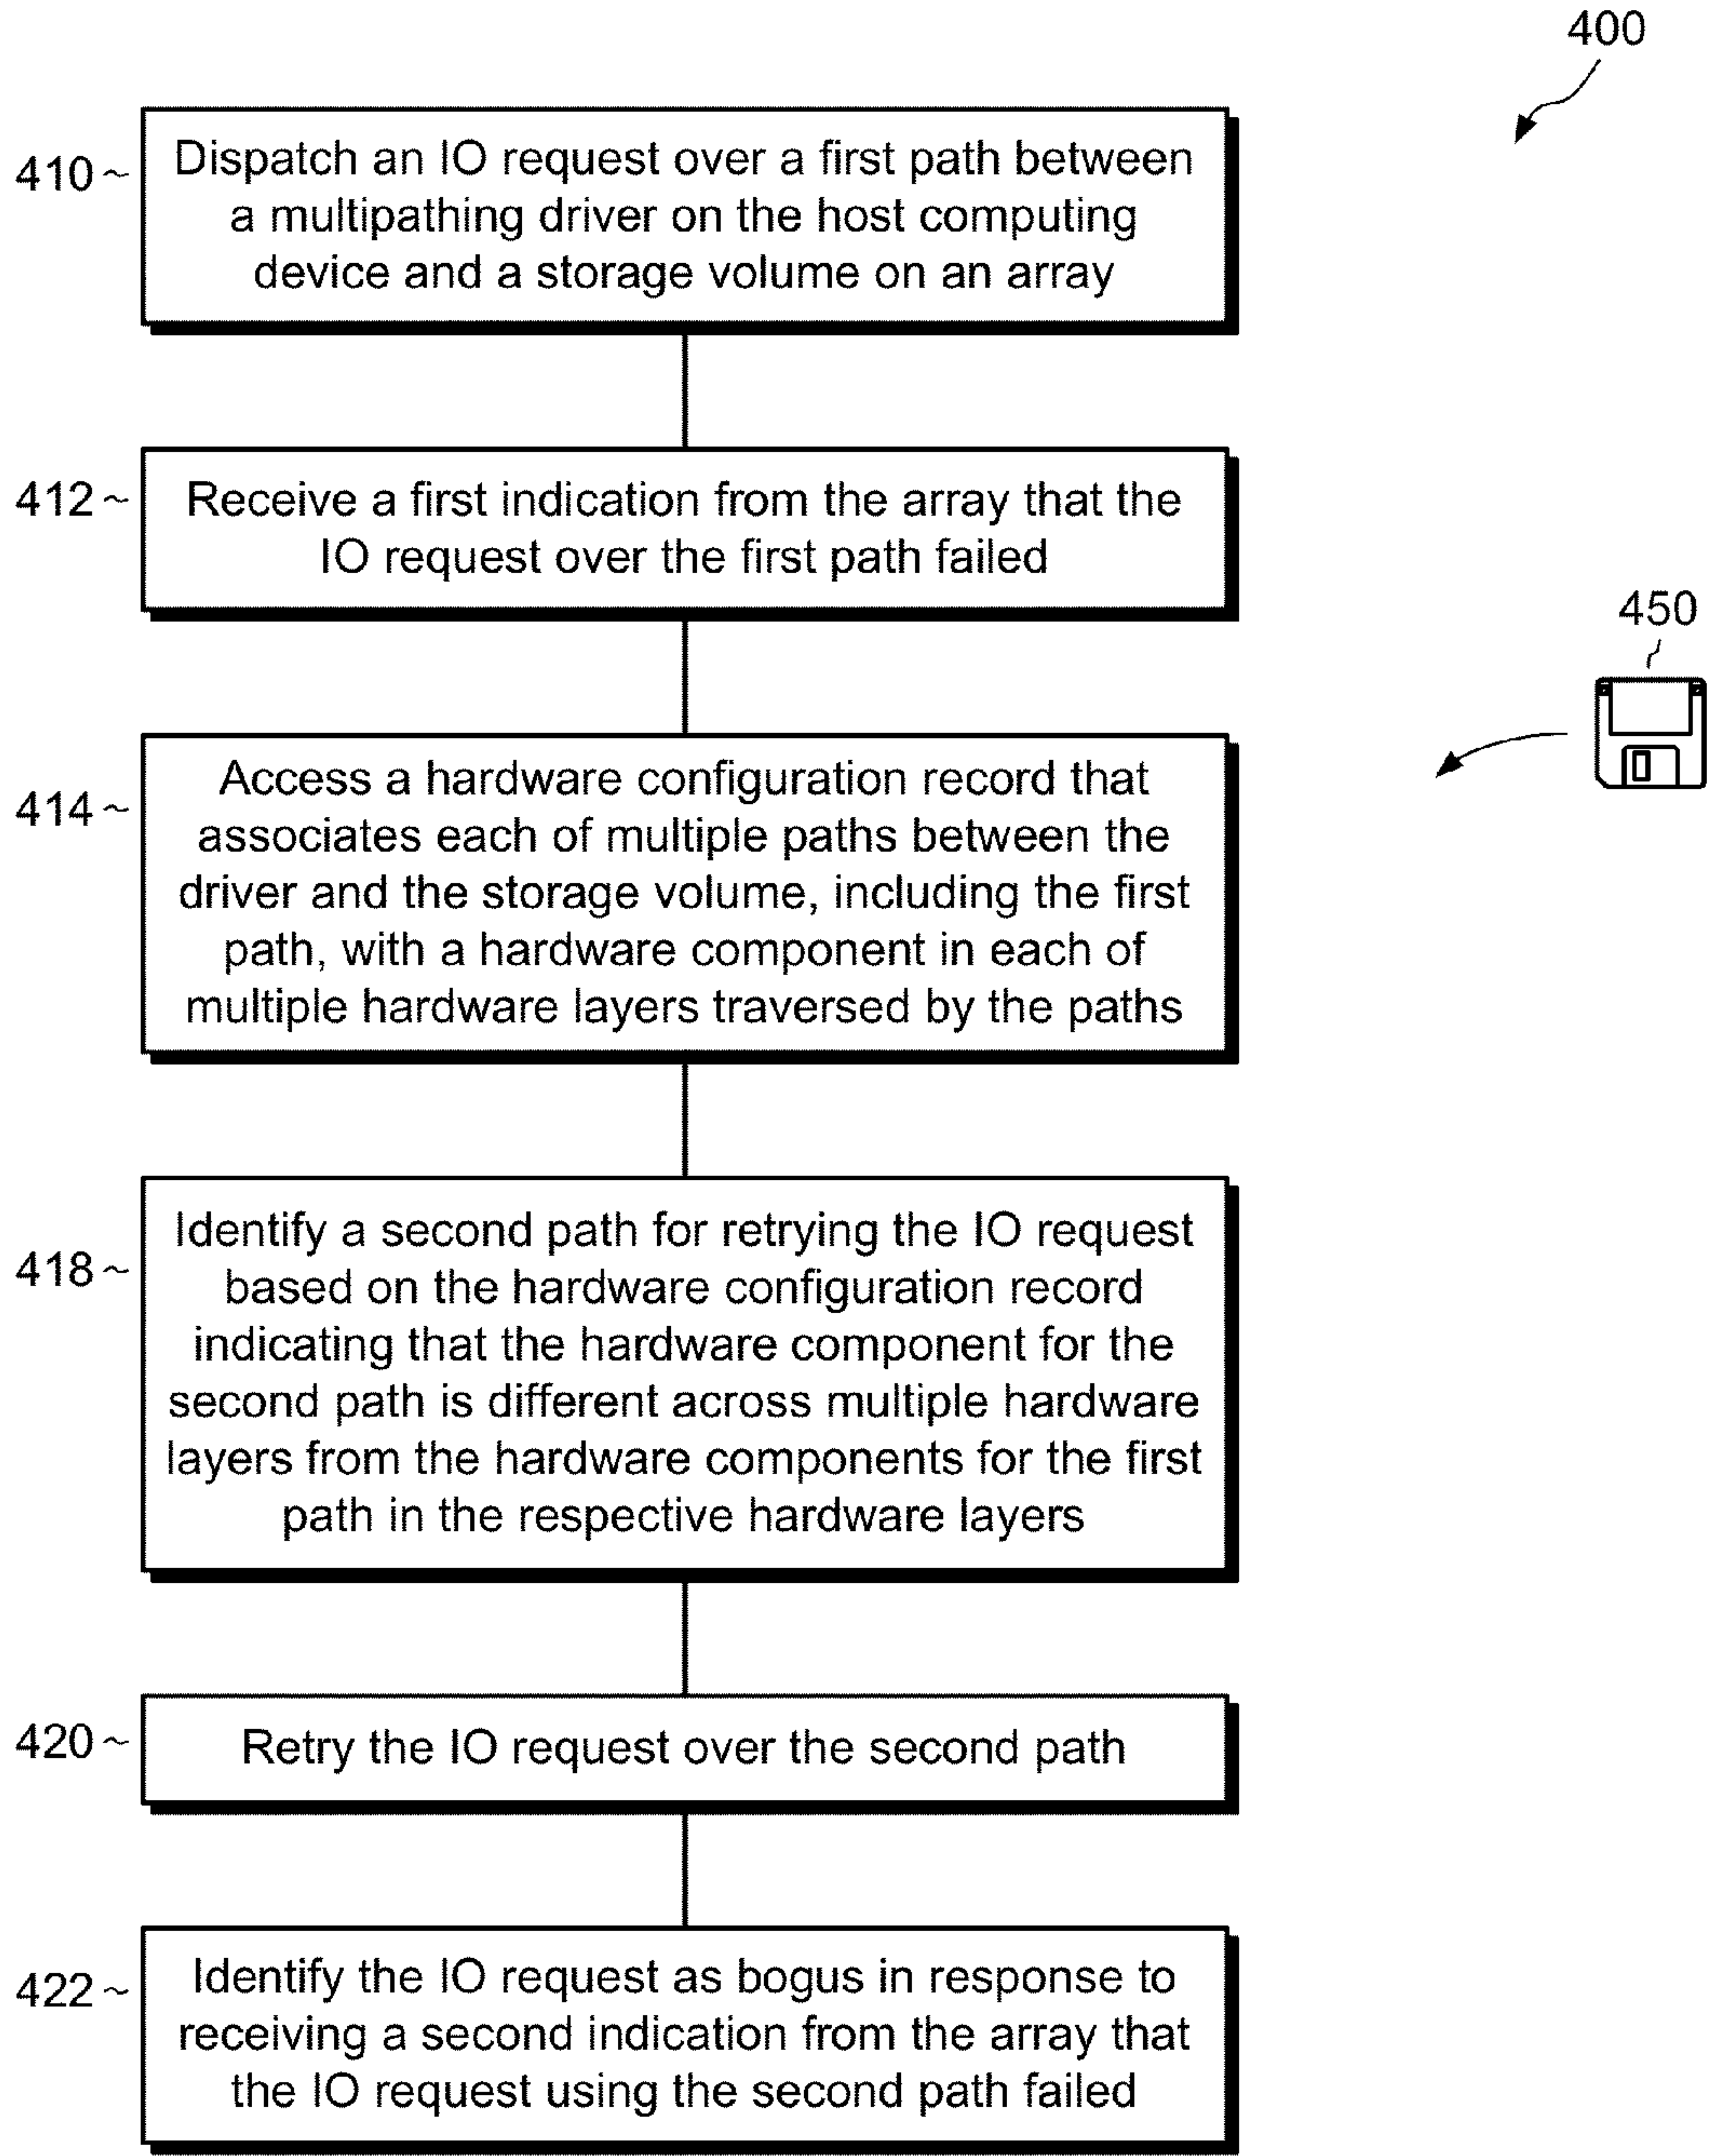 400
410 ~ Dispatch an IO request over a first path between
a multipathing driver on the host computing
device and a storage volume on an array
412 ~ Receive a first indication from the array that the
IO request over the first path failed
450
414 ~ Access a hardware configuration record that
associates each of multiple paths between the
driver and the storage volume, including the first
path, with a hardware component in each of
multiple hardware layers traversed by the paths
418 ~ Identify a second path for retrying the IO request
based on the hardware configuration record
indicating that the hardware component for the
second path is different across multiple hardware
layers from the hardware components for the first
path in the respective hardware layers
420 ~ Retry the IO request over the second path
422 ~ Identify the IO request as bogus in response to
receiving a second indication from the array that
the IO request using the second path failed